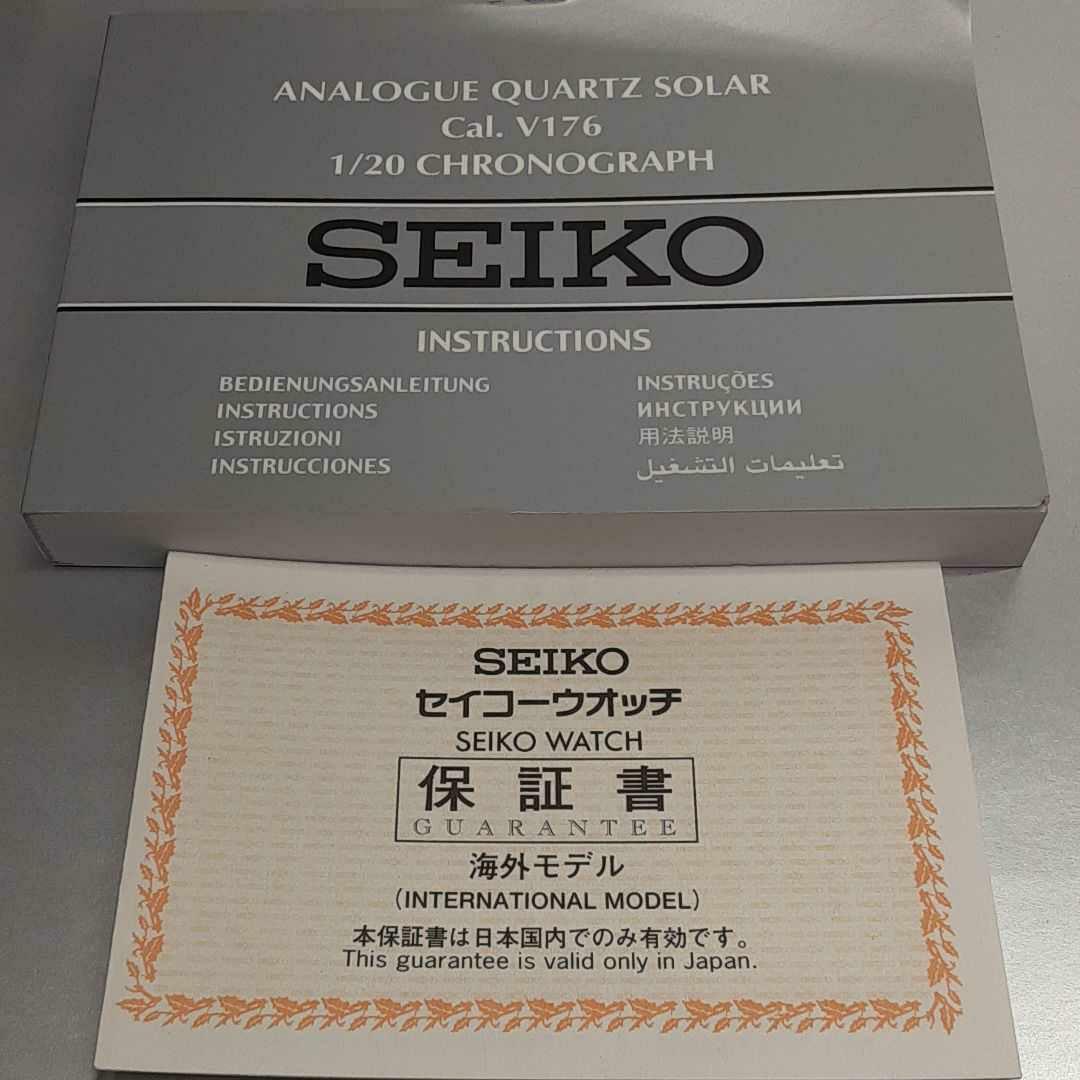 ANALOGUE QUARTZ SOLAR
Cal. V176
1/20 CHRONOGRAPH
SEIKO
INSTRUCTIONS
BEDIENUNGSANLEITUNG
INSTRUCTIONS
ISTRUZIONI
INSTRUCCIONES
INSTRUÇÕES
ИНСТРУКЦИИ
用法説明
تعليمات التشغيل
SEIKO
セイコーウオッチ
SEIKO WATCH
保証書
GUARANTEE
海外モデル
(INTERNATIONAL MODEL)
本保証書は日本国内でのみ有効です。
This guarantee is valid only in Japan.